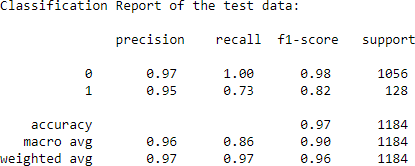 Classification Report of the test data:
precision recall f1-score support
0 0.97 1.00 0.98 1056
1 0.95 0.73 0.82 128
accuracy 0.97 1184
macro avg 0.96 0.86 0.90 1184
weighted avg 0.97 0.97 0.96 1184